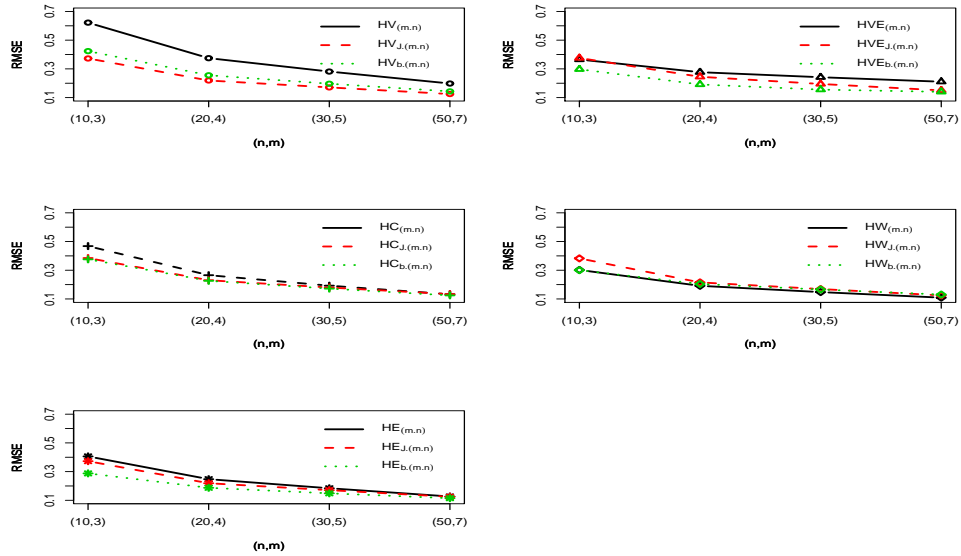 RMSE
0.7
0.5
0.3
0.1
HV(m.n)
HVJ.(m.n)
HVb.(m.n)
(10,3) (20,4) (30,5) (50,7)
(n,m)
RMSE
0.7
0.5
0.3
0.1
HVE(m.n)
HVEJ.(m.n)
HVEb.(m.n)
(10,3) (20,4) (30,5) (50,7)
(n,m)
RMSE
0.7
0.5
0.3
0.1
HC(m.n)
HCJ.(m.n)
HCb.(m.n)
(10,3) (20,4) (30,5) (50,7)
(n,m)
RMSE
0.7
0.5
0.3
0.1
HW(m.n)
HWJ.(m.n)
HWb.(m.n)
(10,3) (20,4) (30,5) (50,7)
(n,m)
RMSE
0.7
0.5
0.3
0.1
HE(m.n)
HEJ.(m.n)
HEb.(m.n)
(10,3) (20,4) (30,5) (50,7)
(n,m)